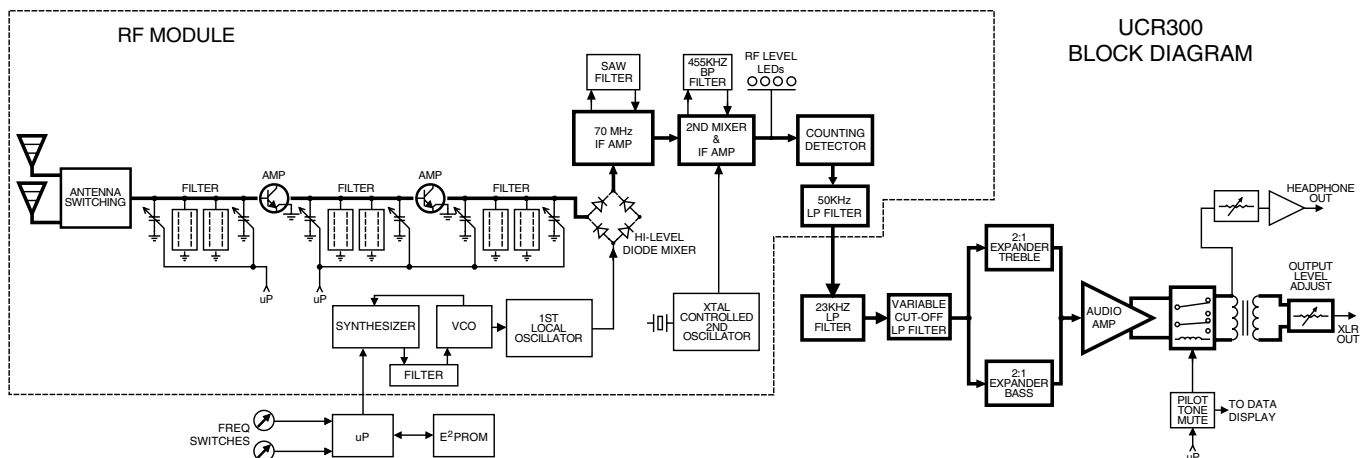 RF MODULE
UCR300
BLOCK DIAGRAM
SAW
FILTER
455KHZ
BP
FILTER
RF LEVEL
LEDs
70 MHz
IF AMP
2ND MIXER
&
IF AMP
COUNTING
DETECTOR
ANTENNA
SWITCHING
FILTER
AMP
FILTER
AMP
FILTER
HI-LEVEL
DIODE MIXER
50KHz
LP FILTER
HEADPHONE
OUT
uP
uP
SYNTHESIZER
VCO
FILTER
1ST
LOCAL
OSCILLATOR
XTAL
CONTROLLED
2ND
OSCILLATOR
23KHZ
LP
FILTER
VARIABLE
CUT-OFF
LP FILTER
2:1
EXPANDER
TREBLE
2:1
EXPANDER
BASS
AUDIO
AMP
OUTPUT
LEVEL
ADJUST
XLR
OUT
PILOT
TONE
MUTE
TO DATA
DISPLAY
uP
FREQ
SWITCHES
uP
E²PROM